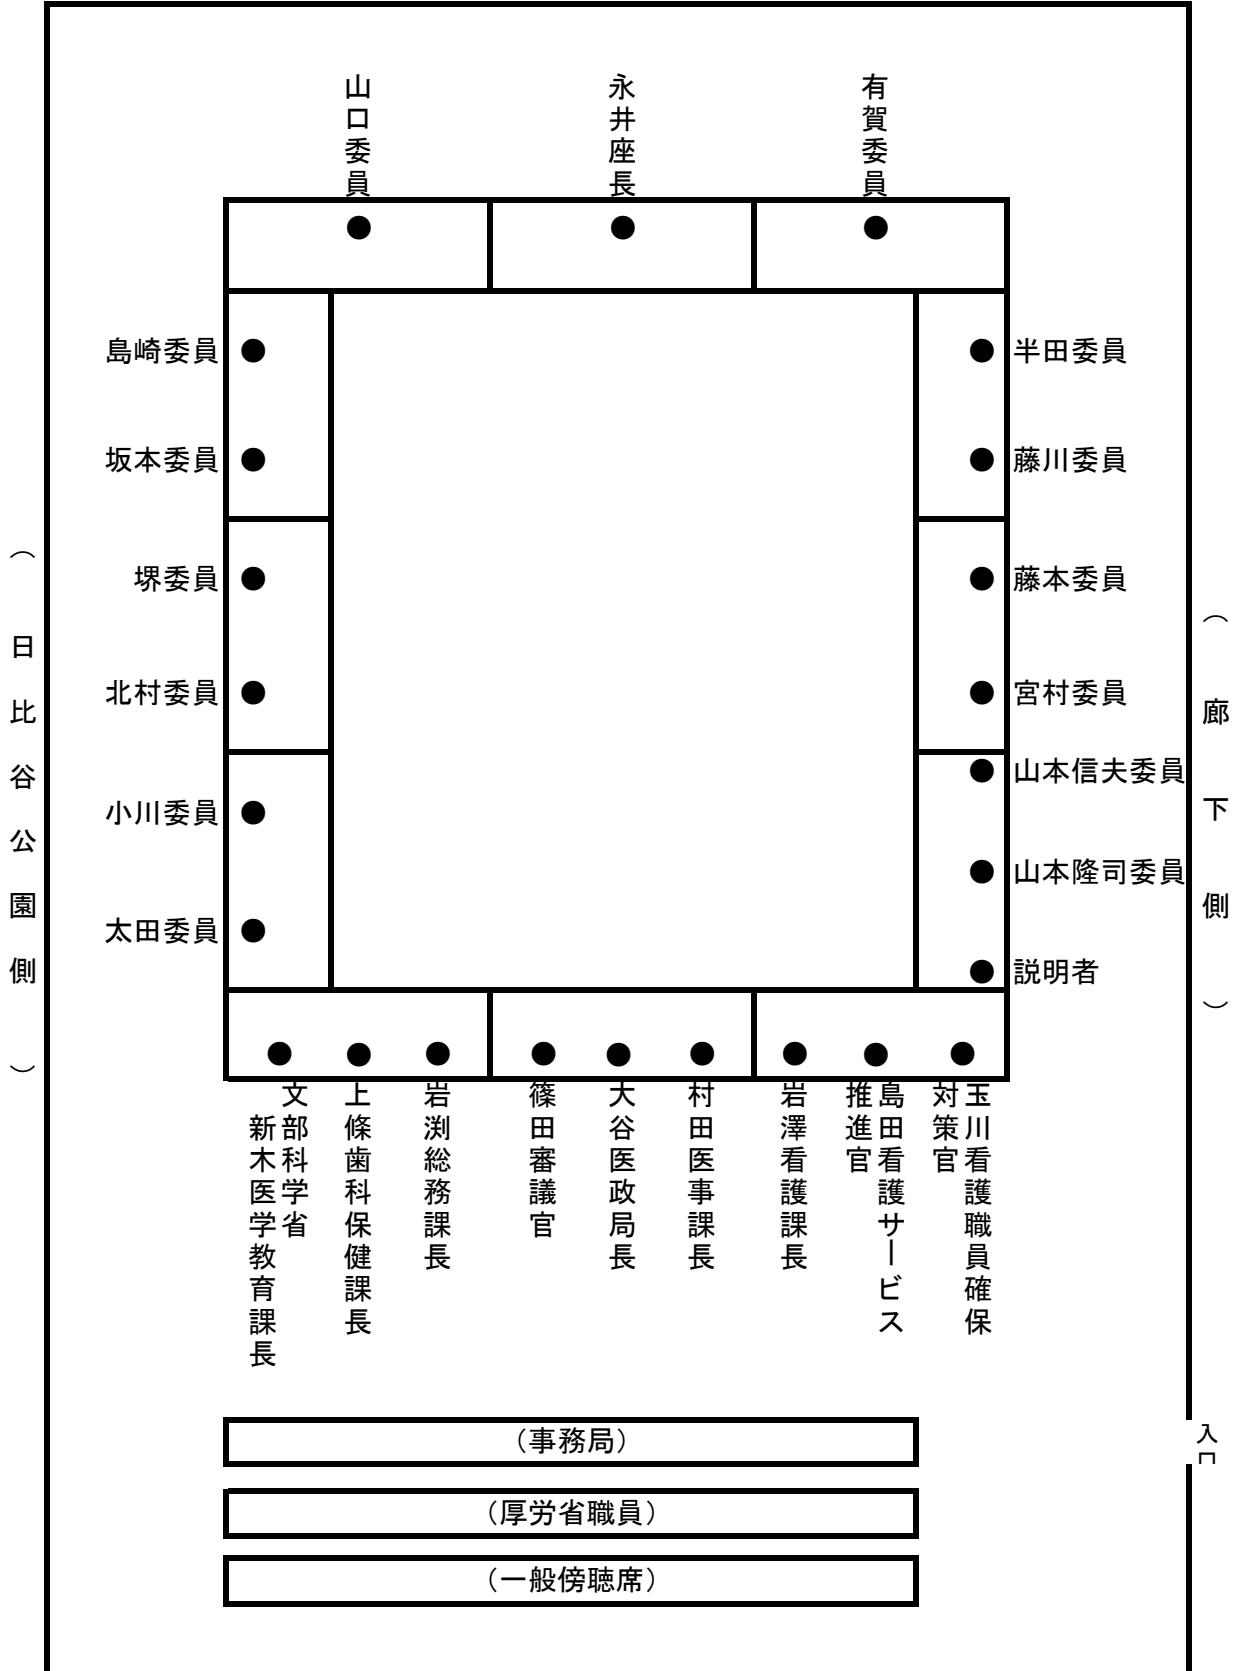 山口委員
永井座長
有賀委員
島崎委員
半田委員
坂本委員
藤川委員
堺委員
藤本委員
北村委員
宮村委員
山本信夫委員
小川委員
山本隆司委員
太田委員
説明者
（日比谷公園側）
（廊下側）
文部科学省
新木医学教育課長
上條歯科保健課長
岩渕総務課長
篠田審議官
大谷医政局長
村田医事課長
岩澤看護課長
島田看護サービス
推進官
玉川看護職員確保
対策官
入口
（事務局）
（厚労省職員）
（一般傍聴席）